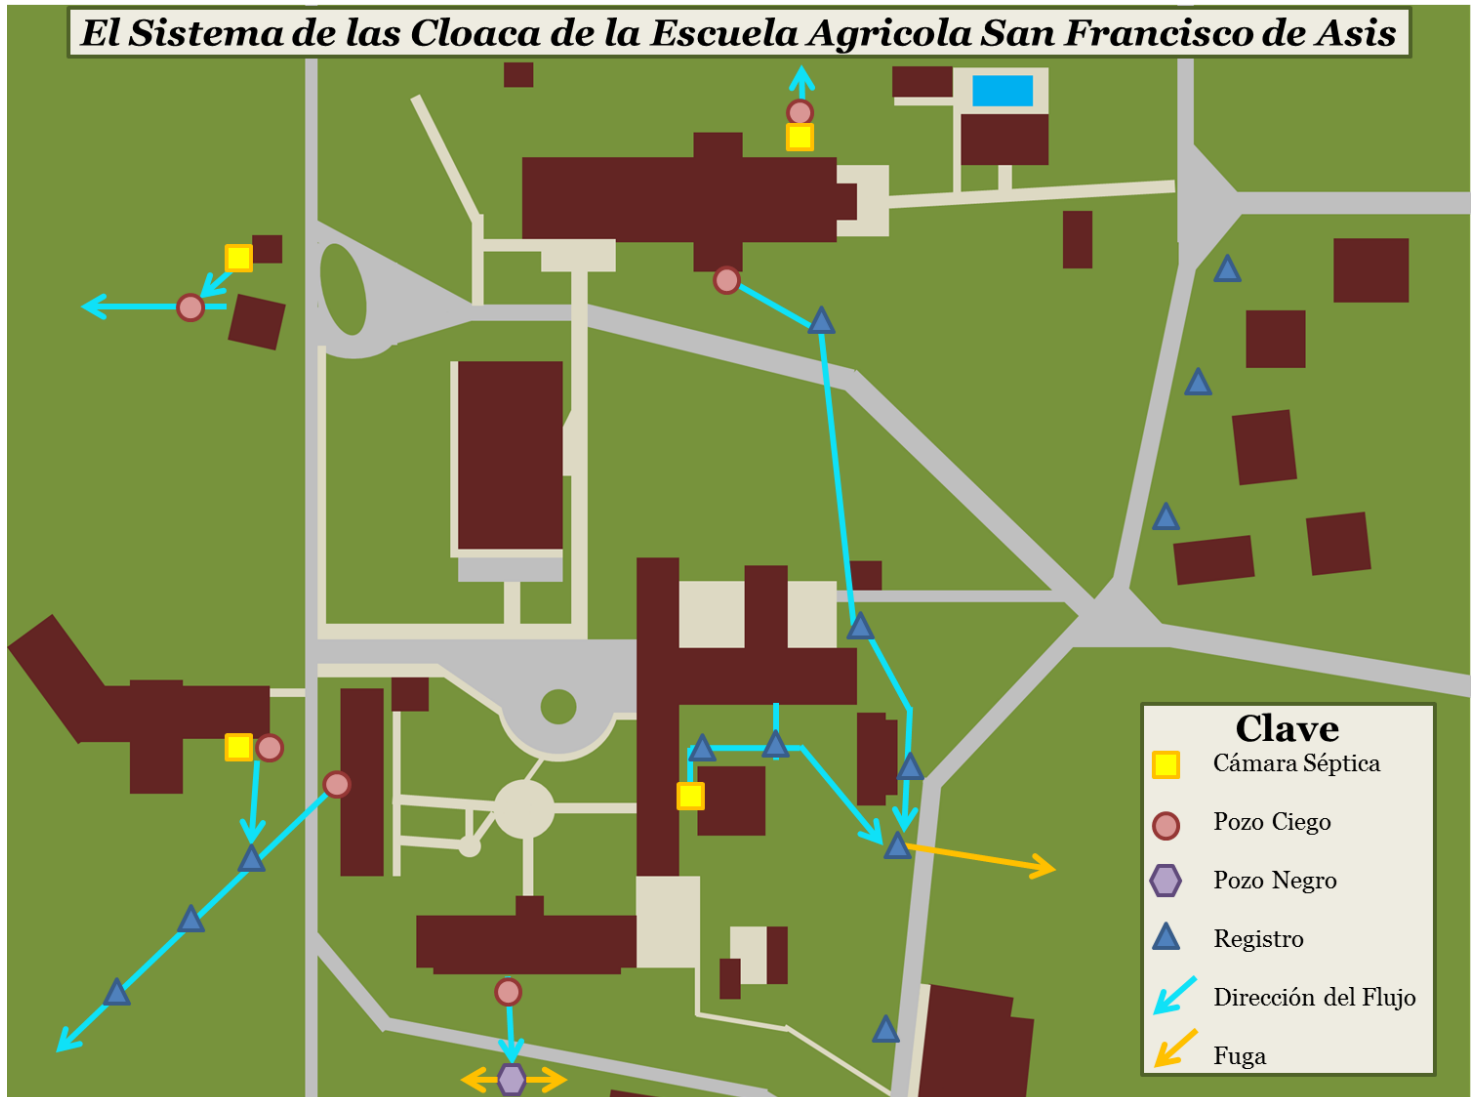 El Sistema de las Cloaca de la Escuela Agricola San Francisco de Asis
Clave
Cámara Séptica
Pozo Ciego
Pozo Negro
Registro
Dirección del Flujo
Fuga